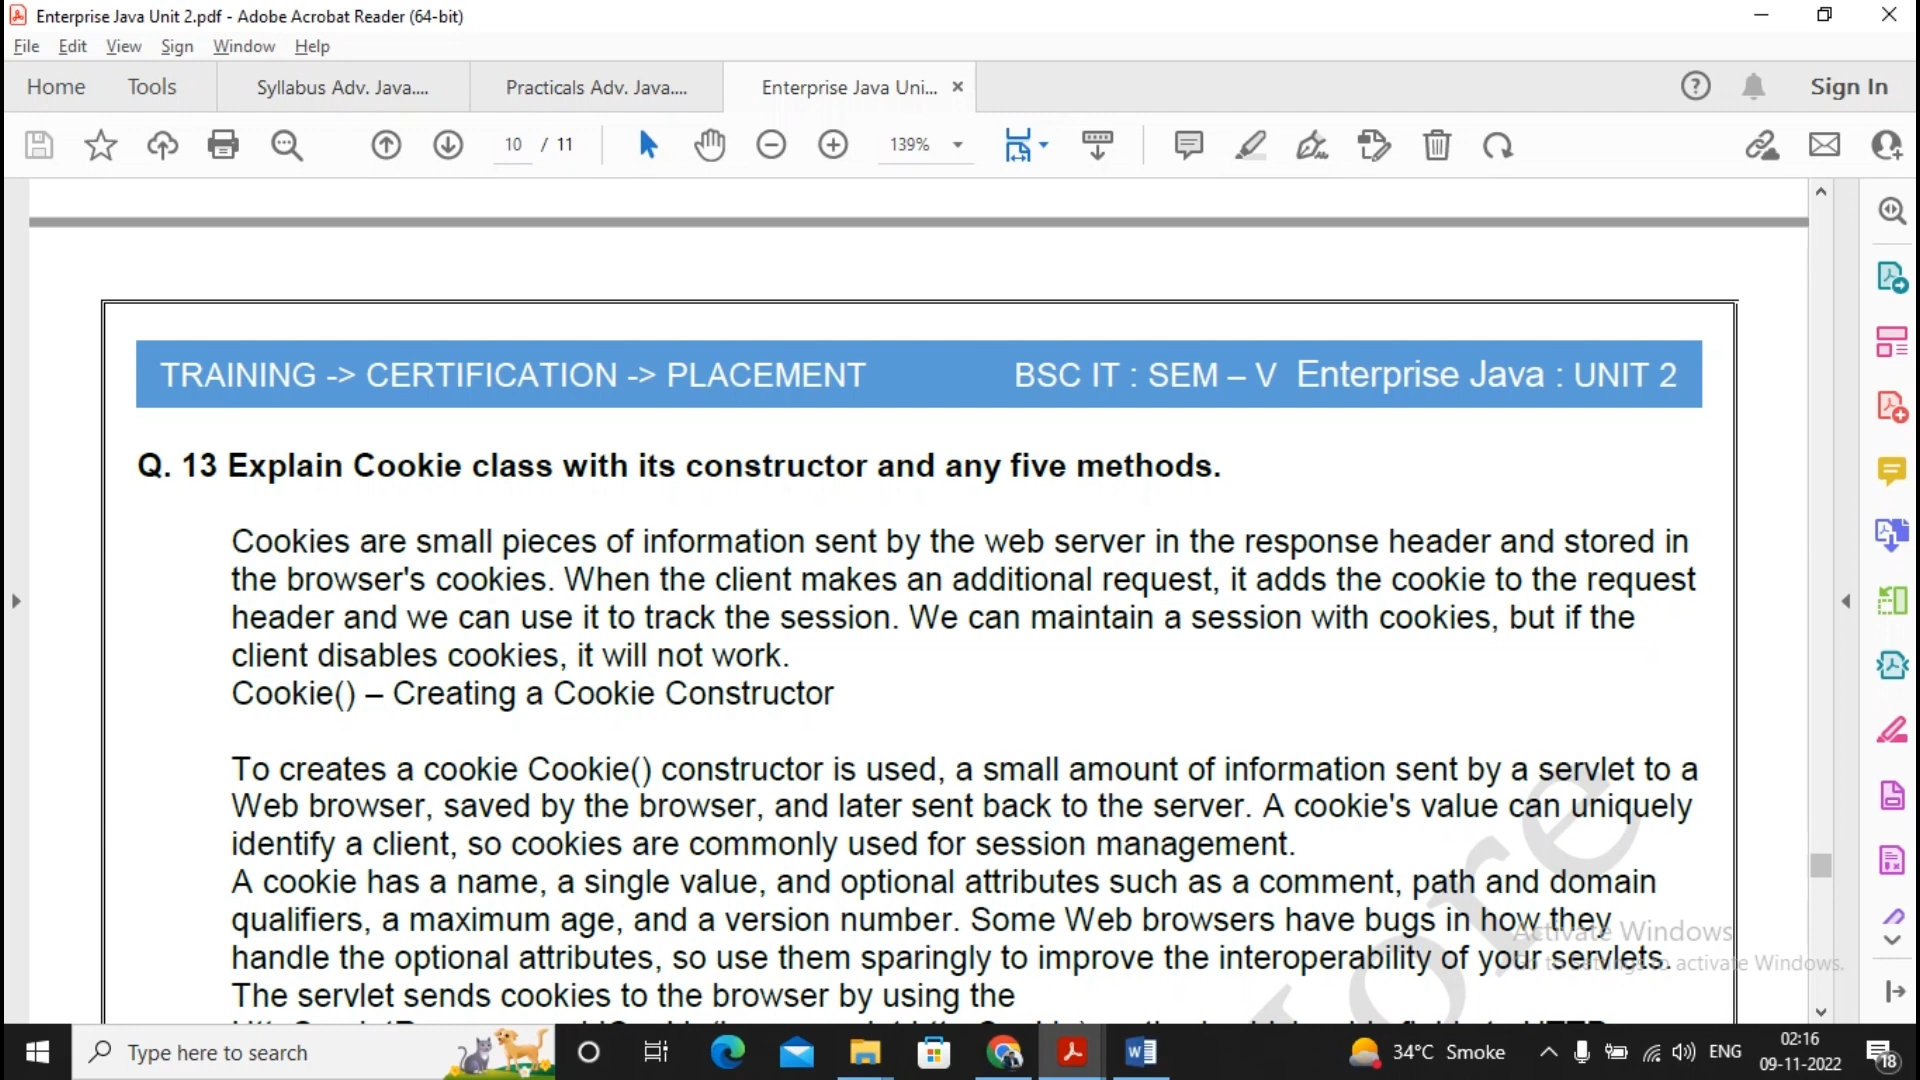 Enterprise Java Unit 2.pdf - Adobe Acrobat Reader (64-bit)
File Edit View Sign Window Help
Home Tools Syllabus Adv. Java.... Practicals Adv. Java.... Enterprise Java Uni... × Sign In
10 / 11 139%
TRAINING -> CERTIFICATION -> PLACEMENT BSC IT : SEM – V Enterprise Java : UNIT 2
Q. 13 Explain Cookie class with its constructor and any five methods.
Cookies are small pieces of information sent by the web server in the response header and stored in
the browser's cookies. When the client makes an additional request, it adds the cookie to the request
header and we can use it to track the session. We can maintain a session with cookies, but if the
client disables cookies, it will not work.
Cookie() – Creating a Cookie Constructor
To creates a cookie Cookie() constructor is used, a small amount of information sent by a servlet to a
Web browser, saved by the browser, and later sent back to the server. A cookie's value can uniquely
identify a client, so cookies are commonly used for session management.
A cookie has a name, a single value, and optional attributes such as a comment, path and domain
qualifiers, a maximum age, and a version number. Some Web browsers have bugs in how they
handle the optional attributes, so use them sparingly to improve the interoperability of your servlets.
The servlet sends cookies to the browser by using the
Activate Windows
Go to Settings to activate Windows.
Type here to search
34°C Smoke
ENG
02:16
09-11-2022
18